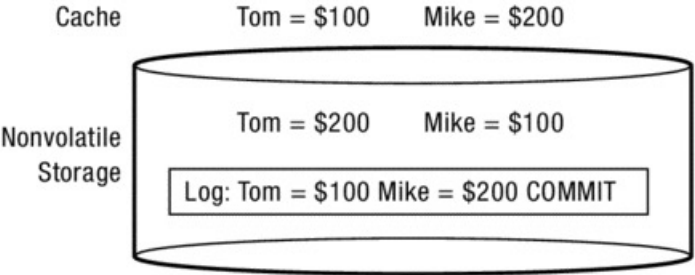 Cache Tom = $100 Mike = $200
Tom = $200 Mike = $100
Nonvolatile
Storage
Log: Tom = $100 Mike = $200 COMMIT